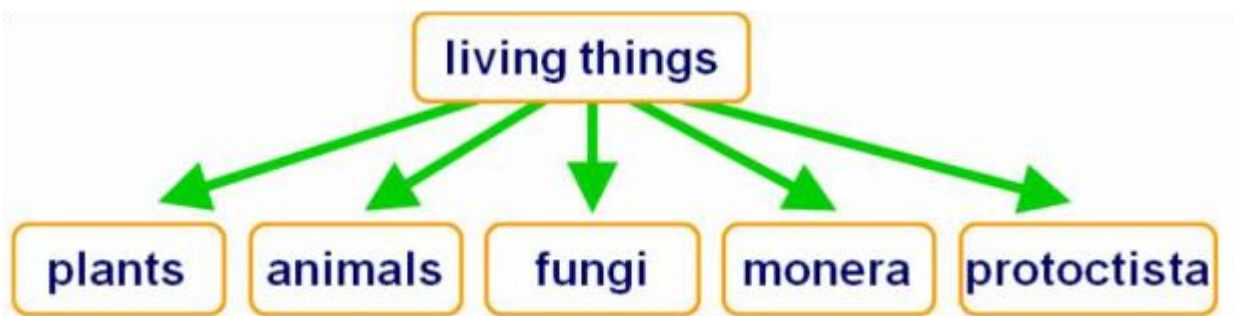 living things
plants
animals
fungi
monera
protoctista